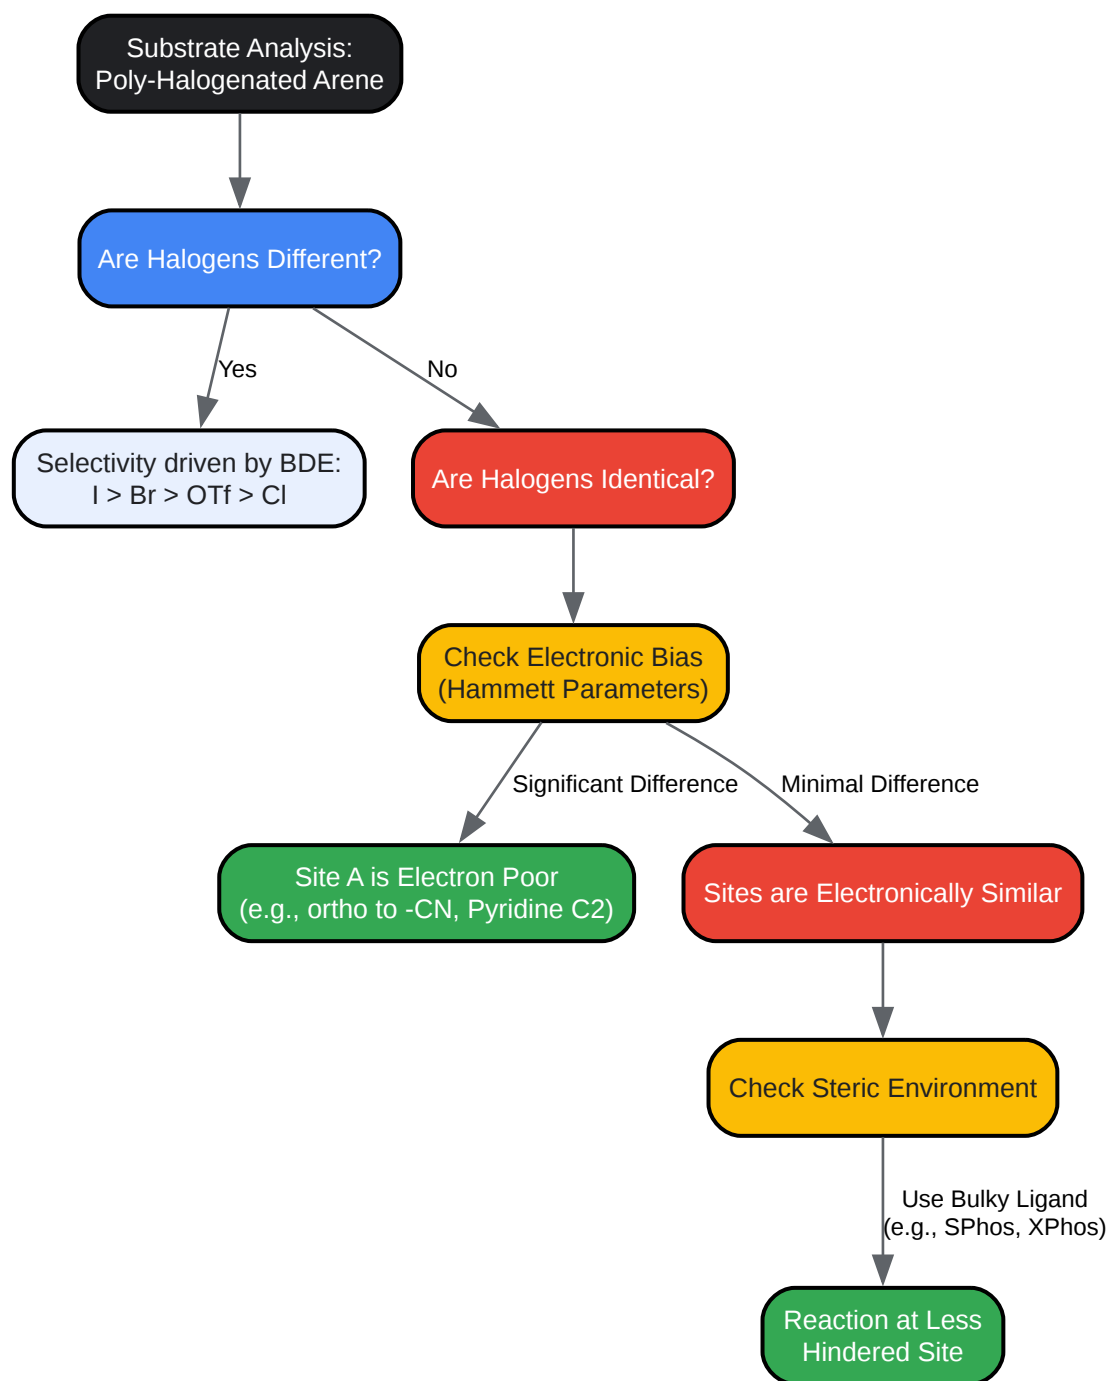 Substrate Analysis:
Poly-Halogenated Arene
Are Halogens Different?
Yes
No
Selectivity driven by BDE:
I > Br > OTf > Cl
Are Halogens Identical?
Check Electronic Bias
(Hammett Parameters)
Significant Difference
Minimal Difference
Site A is Electron Poor
(e.g., ortho to -CN, Pyridine C2)
Sites are Electronically Similar
Check Steric Environment
Use Bulky Ligand
(e.g., SPhos, XPhos)
Reaction at Less
Hindered Site